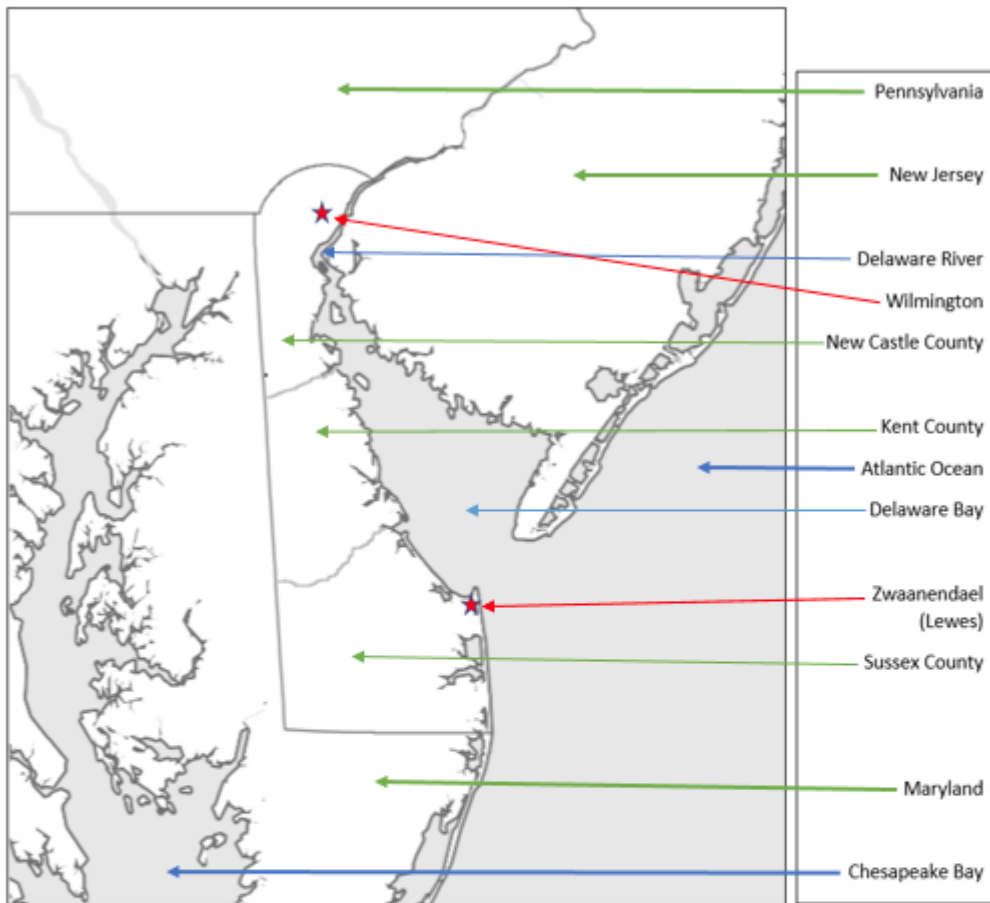 Pennsylvania
New Jersey
Delaware River
Wilmington
New Castle County
Kent County
Atlantic Ocean
Delaware Bay
Zwaanendael
(Lewes)
Sussex County
Maryland
Chesapeake Bay